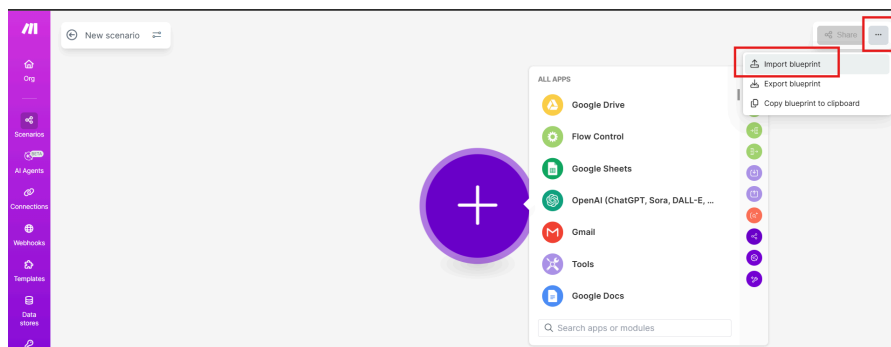 New scenario
Share
Org
Scenarios
BETA
AI Agents
Connections
Webhooks
Templates
Data
stores
ALL APPS
Google Drive
Flow Control
Google Sheets
OpenAI (ChatGPT, Sora, DALL-E, ...
Gmail
Tools
Google Docs
Search apps or modules
Import blueprint
Export blueprint
Copy blueprint to clipboard